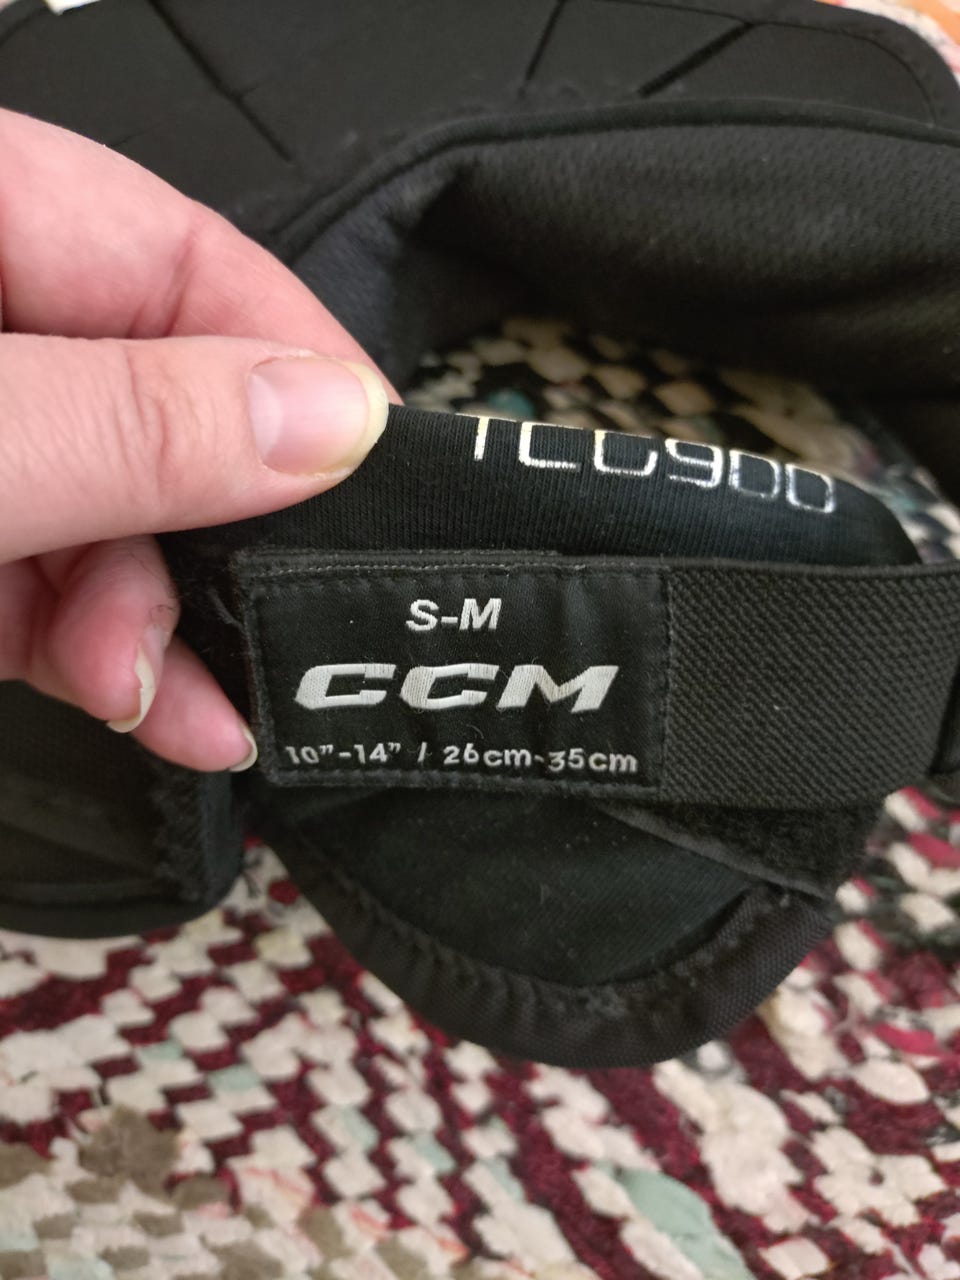 TCG900
S-M
CCM
10"-14" / 26cm-35cm